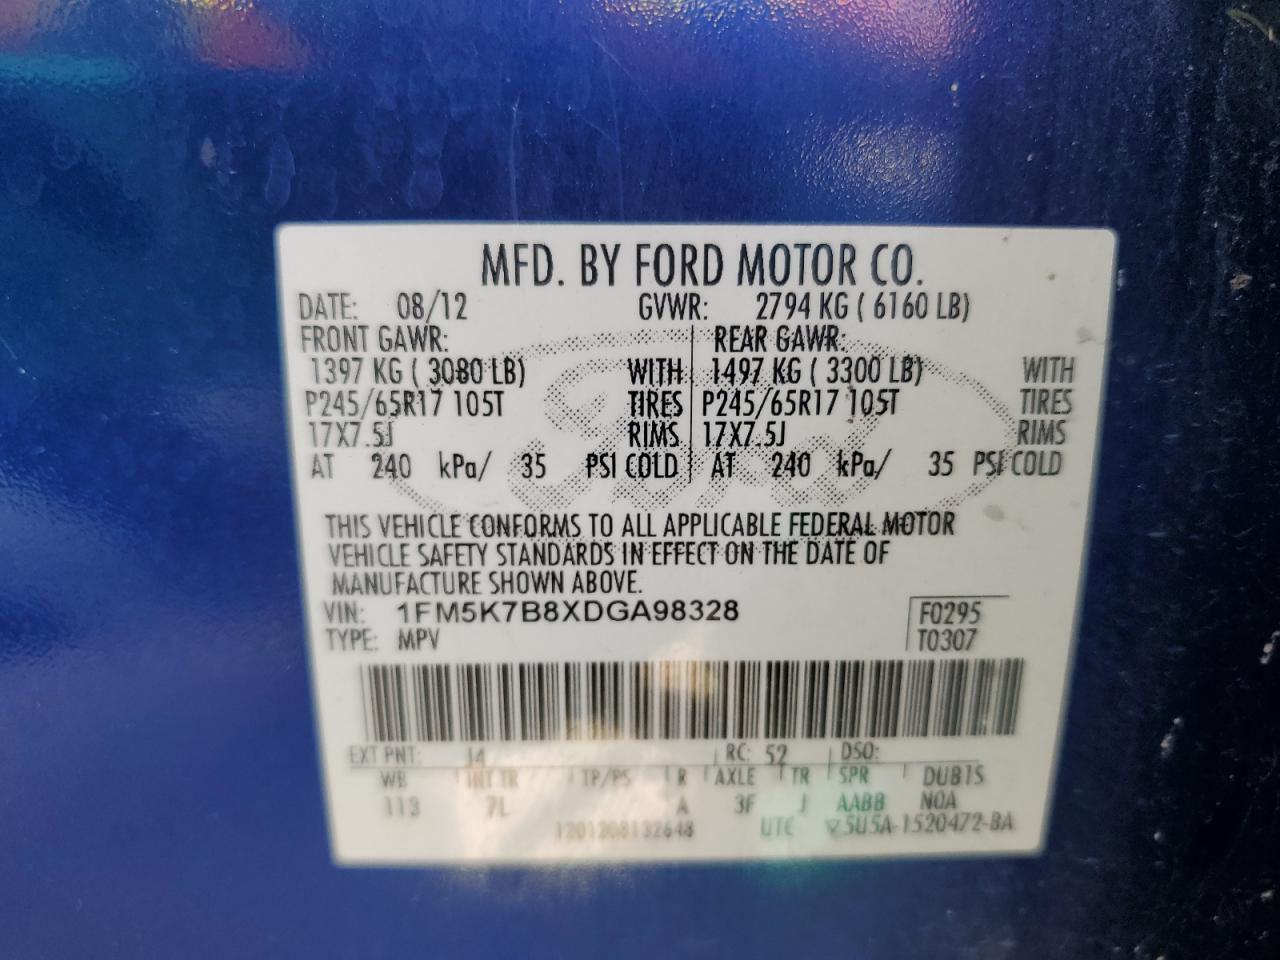 MFD. BY FORD MOTOR CO.
DATE: 08/12 GVWR: 2794 KG ( 6160 LB)
FRONT GAWR: REAR GAWR:
1397 KG ( 3080 LB) WITH 1497 KG ( 3300 LB) WITH
P245/65R17 105T TIRES P245/65R17 105T TIRES
17X7.5J RIMS 17X7.5J RIMS
AT 240 kPa/ 35 PSI COLD AT 240 kPa/ 35 PSI COLD
THIS VEHICLE CONFORMS TO ALL APPLICABLE FEDERAL MOTOR
VEHICLE SAFETY STANDARDS IN EFFECT ON THE DATE OF
MANUFACTURE SHOWN ABOVE.
VIN: 1FM5K7B8XDGA98328 F0295
TYPE: MPV T0307
EXT PNT: J4 RC: 52 DSO:
WB INT TR TP/PS R AXLE TR SPR DUB1S
113 7L A 3F J AABB NOA
1201208132648 UTC 5U5A-1520472-BA